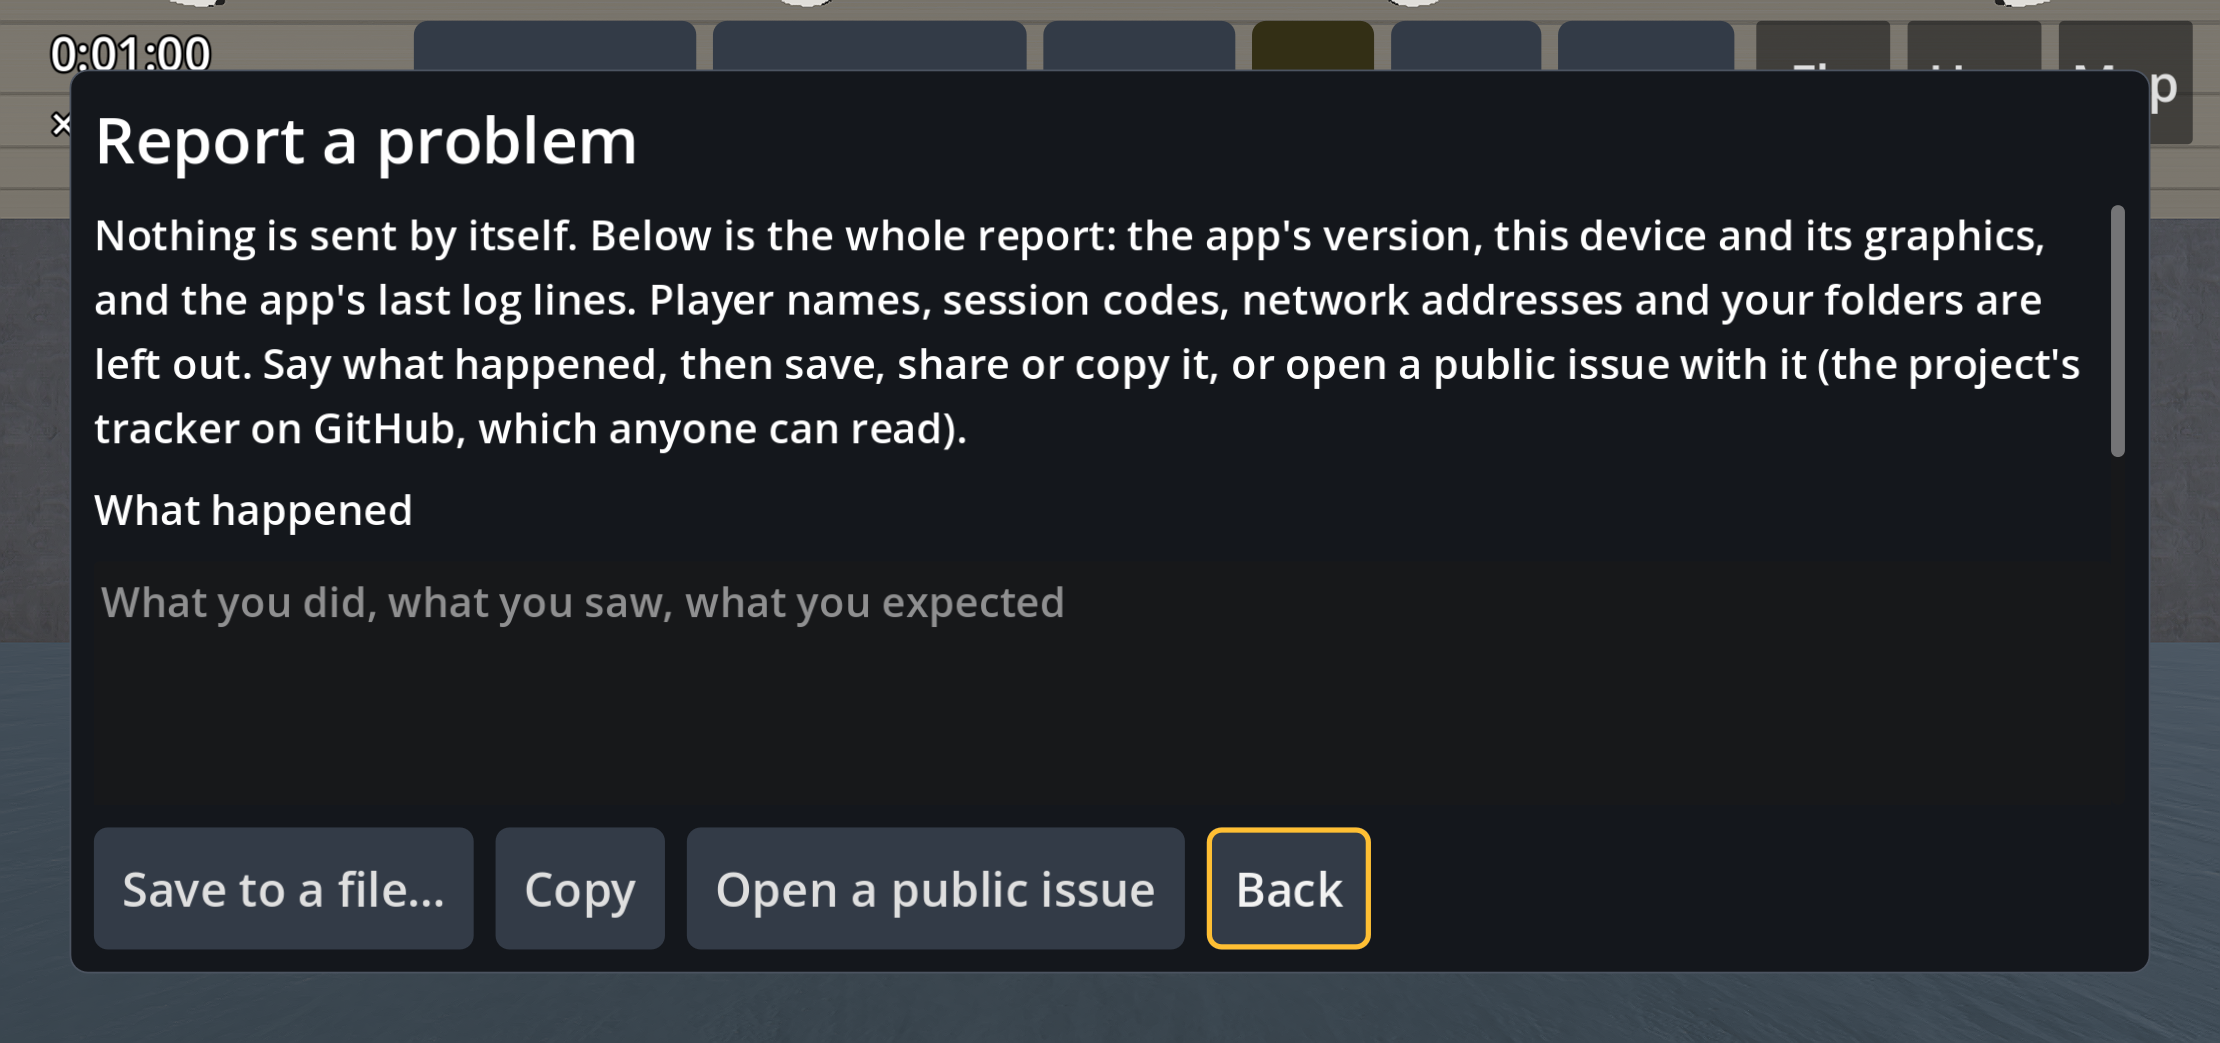 0:01:00
×
Report a problem
Nothing is sent by itself. Below is the whole report: the app's version, this device and its graphics,
and the app's last log lines. Player names, session codes, network addresses and your folders are
left out. Say what happened, then save, share or copy it, or open a public issue with it (the project's
tracker on GitHub, which anyone can read).
What happened
What you did, what you saw, what you expected
Save to a file...
Copy
Open a public issue
Back